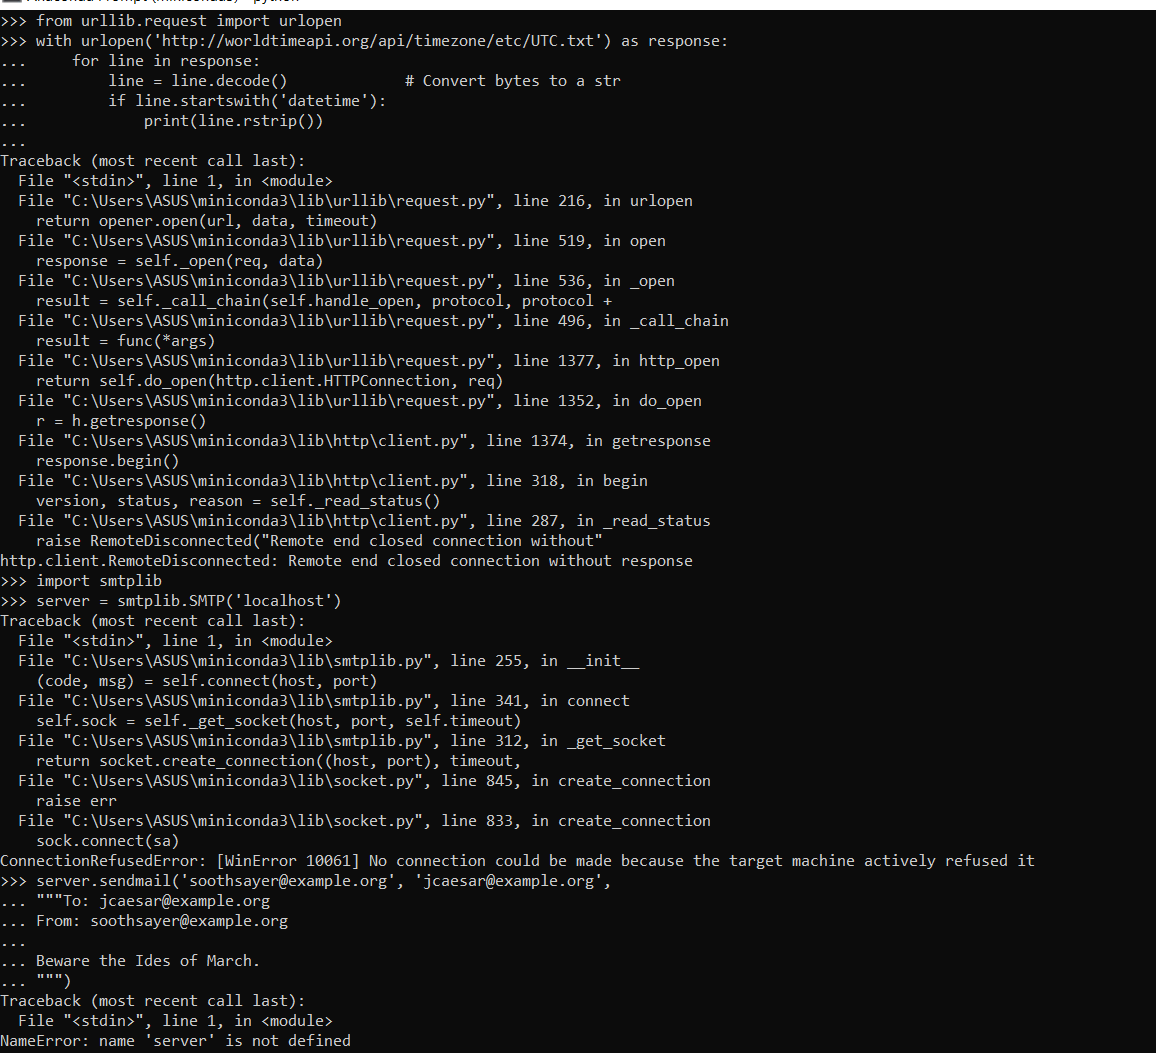 >>> from urllib.request import urlopen
>>> with urlopen('http://worldtimeapi.org/api/timezone/etc/UTC.txt') as response:
...     for line in response:
...         line = line.decode()             # Convert bytes to a str
...         if line.startswith('datetime'):
...             print(line.rstrip())
...
Traceback (most recent call last):
  File "<stdin>", line 1, in <module>
  File "C:\Users\ASUS\miniconda3\lib\urllib\request.py", line 216, in urlopen
    return opener.open(url, data, timeout)
  File "C:\Users\ASUS\miniconda3\lib\urllib\request.py", line 519, in open
    response = self._open(req, data)
  File "C:\Users\ASUS\miniconda3\lib\urllib\request.py", line 536, in _open
    result = self._call_chain(self.handle_open, protocol, protocol +
  File "C:\Users\ASUS\miniconda3\lib\urllib\request.py", line 496, in _call_chain
    result = func(*args)
  File "C:\Users\ASUS\miniconda3\lib\urllib\request.py", line 1377, in http_open
    return self.do_open(http.client.HTTPConnection, req)
  File "C:\Users\ASUS\miniconda3\lib\urllib\request.py", line 1352, in do_open
    r = h.getresponse()
  File "C:\Users\ASUS\miniconda3\lib\http\client.py", line 1374, in getresponse
    response.begin()
  File "C:\Users\ASUS\miniconda3\lib\http\client.py", line 318, in begin
    version, status, reason = self._read_status()
  File "C:\Users\ASUS\miniconda3\lib\http\client.py", line 287, in _read_status
    raise RemoteDisconnected("Remote end closed connection without"
http.client.RemoteDisconnected: Remote end closed connection without response
>>> import smtplib
>>> server = smtplib.SMTP('localhost')
Traceback (most recent call last):
  File "<stdin>", line 1, in <module>
  File "C:\Users\ASUS\miniconda3\lib\smtplib.py", line 255, in __init__
    (code, msg) = self.connect(host, port)
  File "C:\Users\ASUS\miniconda3\lib\smtplib.py", line 341, in connect
    self.sock = self._get_socket(host, port, self.timeout)
  File "C:\Users\ASUS\miniconda3\lib\smtplib.py", line 312, in _get_socket
    return socket.create_connection((host, port), timeout,
  File "C:\Users\ASUS\miniconda3\lib\socket.py", line 845, in create_connection
    raise err
  File "C:\Users\ASUS\miniconda3\lib\socket.py", line 833, in create_connection
    sock.connect(sa)
ConnectionRefusedError: [WinError 10061] No connection could be made because the target machine actively refused it
>>> server.sendmail('soothsayer@example.org', 'jcaesar@example.org',
... """To: jcaesar@example.org
... From: soothsayer@example.org
...
... Beware the Ides of March.
... """)
Traceback (most recent call last):
  File "<stdin>", line 1, in <module>
NameError: name 'server' is not defined